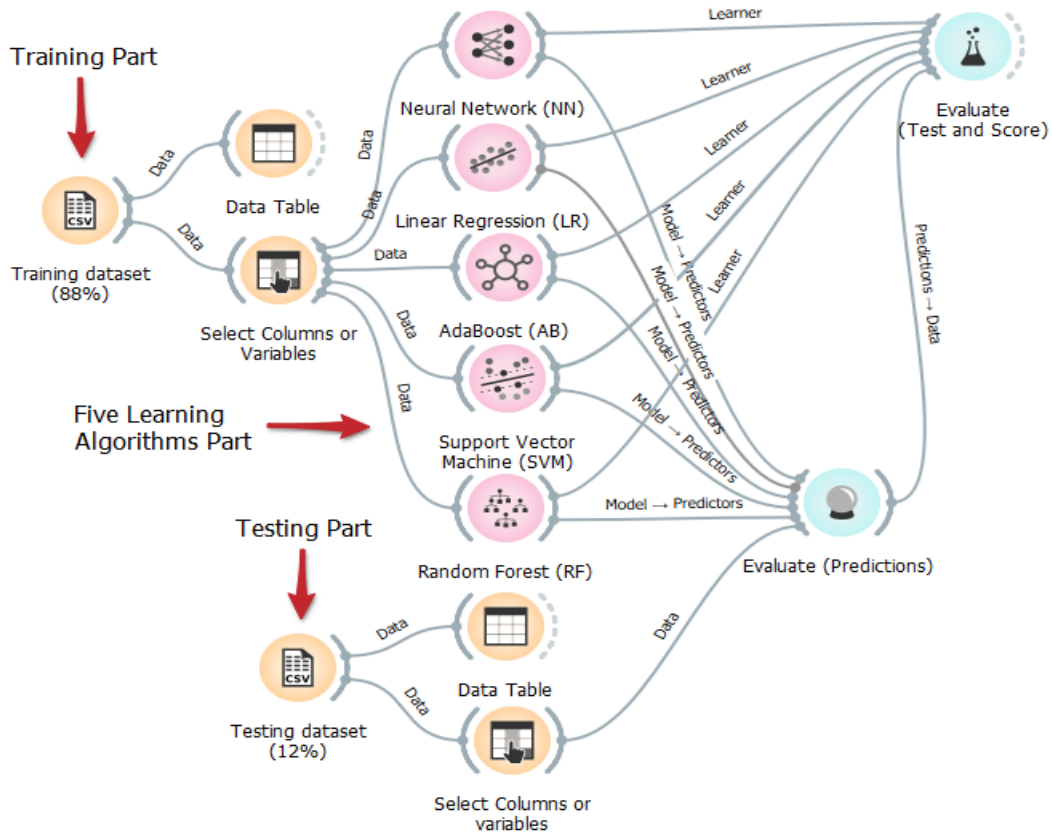 Training Part
Learner
Neural Network (NN)
Learner
Evaluate
(Test and Score)
Data
Data
Data Table
CSV
Training dataset
(88%)
Data
Data
Linear Regression (LR)
Learner
Model → Predictors
Data
Select Columns or
Variables
AdaBoost (AB)
Learner
Model → Predictors
Predictions → Data
Data
Learner
Model → Predictors
Five Learning
Algorithms Part
Data
Support Vector
Machine (SVM)
Model → Predictors
Model → Predictors
Testing Part
Random Forest (RF)
Evaluate (Predictions)
CSV
Data
Data Table
Data
Testing dataset
(12%)
Data
Select Columns or
variables